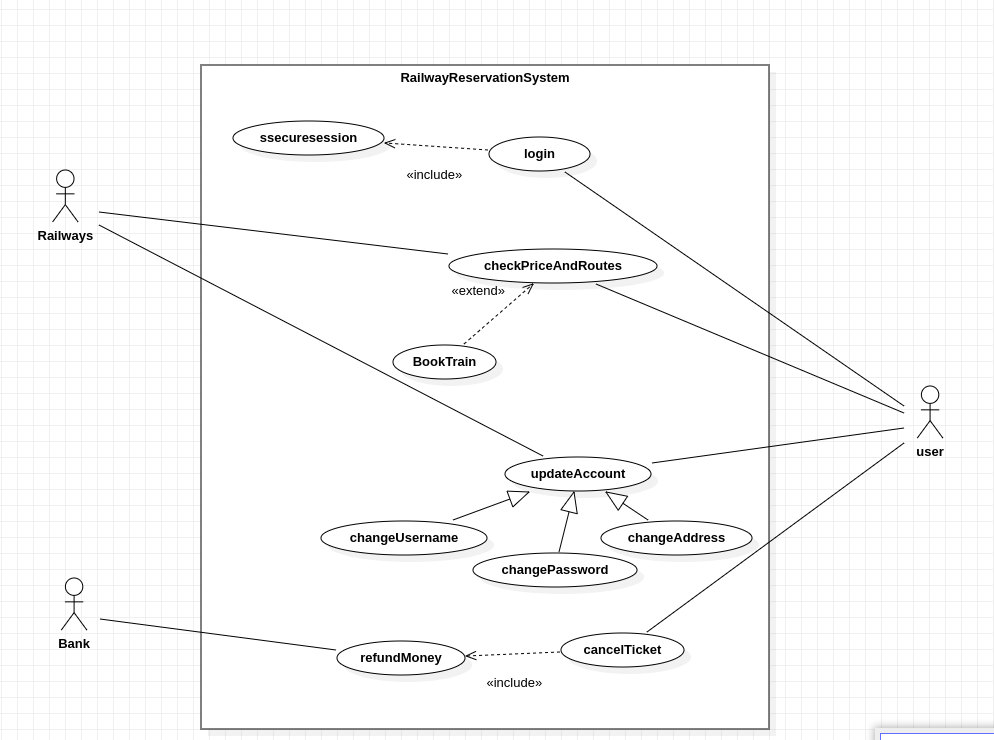 RailwayReservationSystem
ssecuresession
login
«include»
Railways
checkPriceAndRoutes
«extend»
BookTrain
user
updateAccount
changeUsername
changeAddress
changePassword
Bank
cancelTicket
refundMoney
«include»